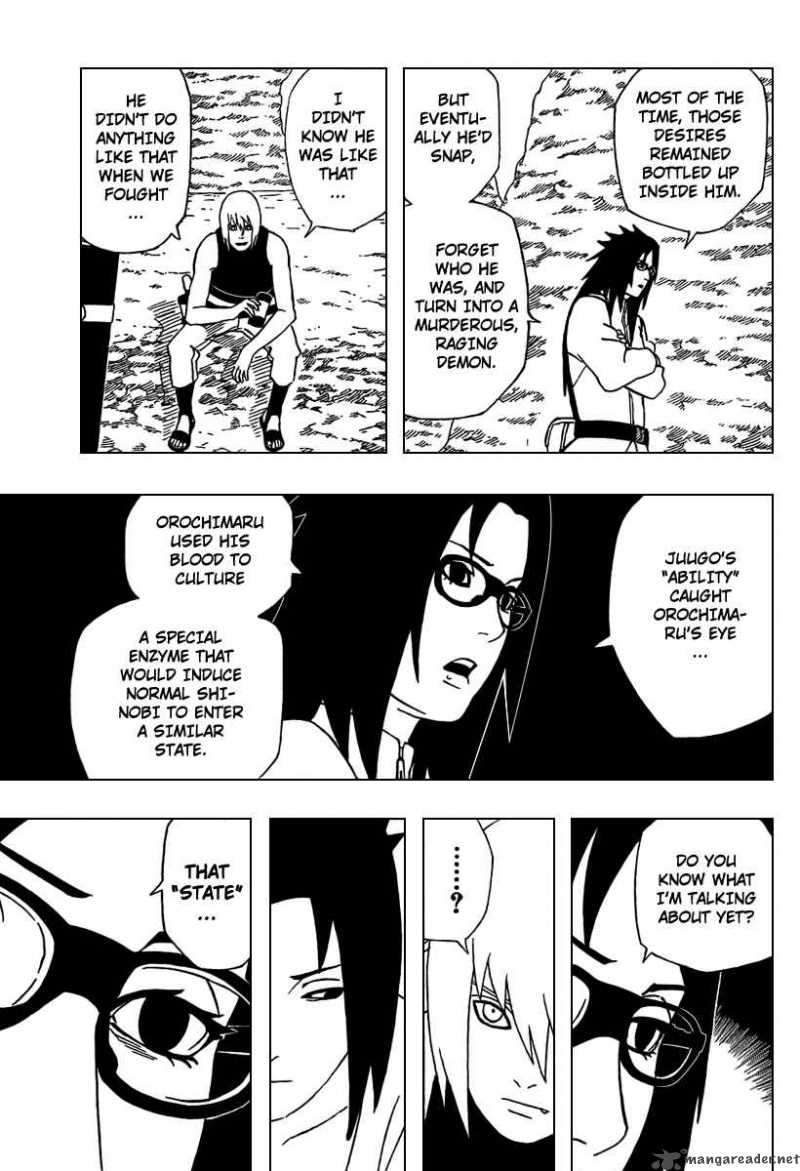 MOST OF THE
TIME, THOSE
DESIRES
REMAINED
BOTTLED UP
INSIDE HIM.
BUT
EVENTU-
ALLY HE'D
SNAP,
FORGET
WHO HE
WAS, AND
TURN INTO A
MURDEROUS,
RAGING
DEMON.
I
DIDN'T
KNOW HE
WAS LIKE
THAT
...
HE
DIDN'T DO
ANYTHING
LIKE THAT
WHEN WE
FOUGHT
...
JUUGO'S
"ABILITY"
CAUGHT
OROCHIMA-
RU'S EYE
...
OROCHIMARU
USED HIS
BLOOD TO
CULTURE
A SPECIAL
ENZYME THAT
WOULD INDUCE
NORMAL SHI-
NOBI TO ENTER
A SIMILAR
STATE.
DO YOU
KNOW WHAT
I'M TALKING
ABOUT YET?
......?
THAT
"STATE"
...
mangareader.net